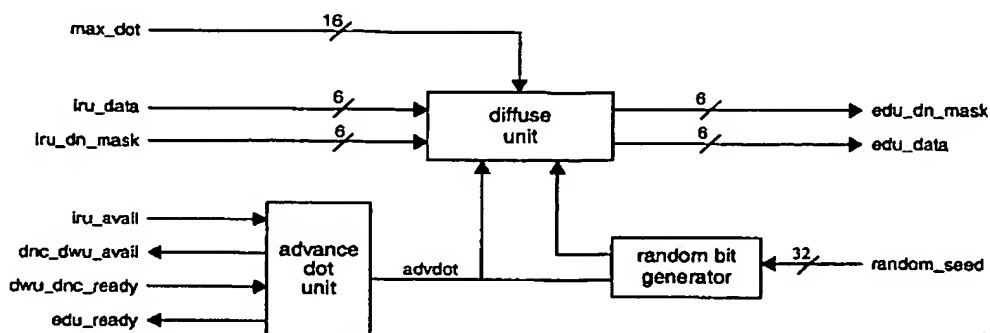 max_dot
16
iru_data
6
iru_dn_mask
6
diffuse
unit
6
edu_dn_mask
6
edu_data
iru_avail
dnc_dwu_avail
dwu_dnc_ready
edu_ready
advance
dot
unit
advdot
random bit
generator
32
random_seed